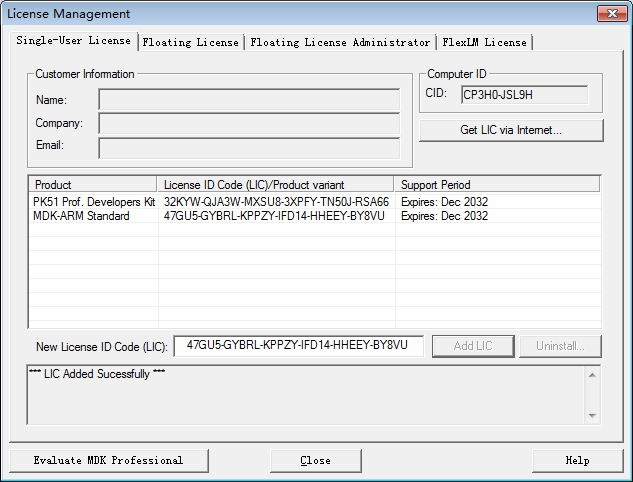 License Management
Single-User License Floating License Floating License Administrator FlexLM License
Customer Information
Name:
Company:
Email:
Computer ID
CID: CP3H0-JSL9H
Get LIC via Internet...
Product License ID Code (LIC)/Product variant Support Period
PK51 Prof. Developers Kit 32KYW-QJA3W-MXSU8-3XPFY-TN50J-RSA66 Expires: Dec 2032
MDK-ARM Standard 47GU5-GYBRL-KPPZY-IFD14-HHEEY-BY8VU Expires: Dec 2032
New License ID Code (LIC): 47GU5-GYBRL-KPPZY-IFD14-HHEEY-BY8VU Add LIC Uninstall...
*** LIC Added Sucessfully ***
Evaluate MDK Professional Close Help